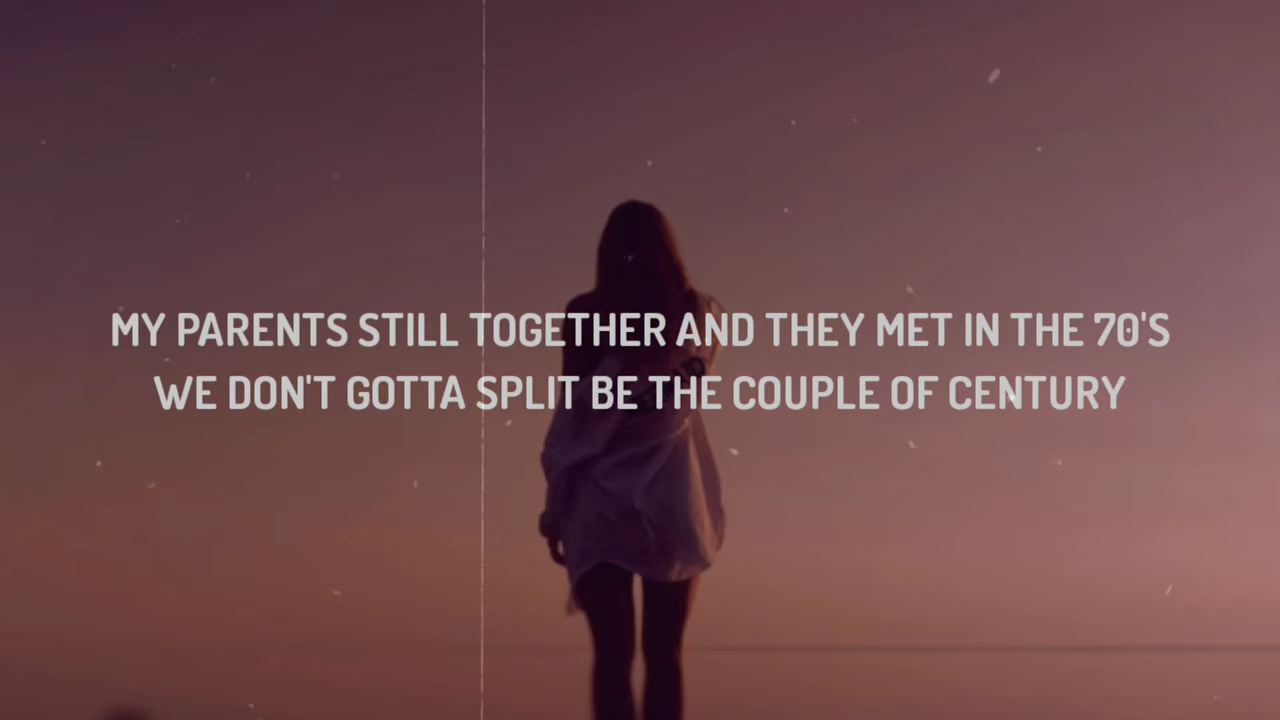 MY PARENTS STILL TOGETHER AND THEY MET IN THE 70'S
WE DON'T GOTTA SPLIT BE THE COUPLE OF CENTURY